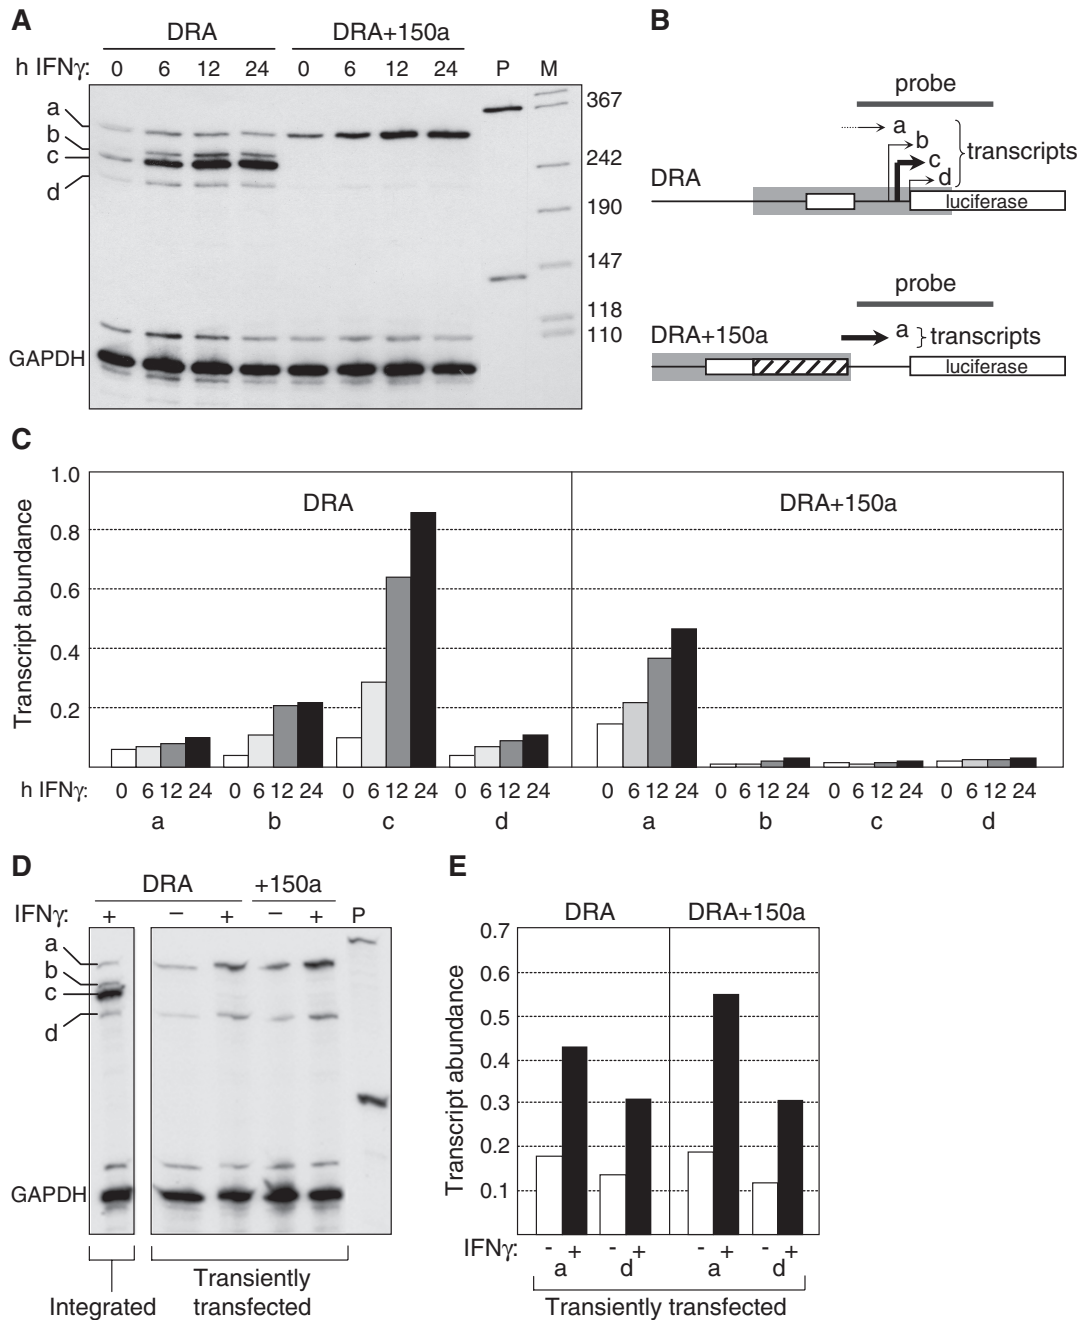 A
DRA DRA+150a
h IFNγ: 0 6 12 24 0 6 12 24 P M
a
b
c
d
367
242
190
147
118
110
GAPDH
B
probe
a
b
c
d
transcripts
DRA
luciferase
probe
DRA+150a
a
transcripts
luciferase
C
Transcript abundance
1.0
0.8
0.6
0.4
0.2
DRA DRA+150a
h IFNγ: 0 6 12 24 0 6 12 24 0 6 12 24 0 6 12 24 0 6 12 24 0 6 12 24 0 6 12 24 0 6 12 24
a b c d a b c d
D
DRA +150a
IFNγ: + − + − + P
a
b
c
d
GAPDH
Integrated
Transiently
transfected
E
DRA DRA+150a
Transcript abundance
0.7
0.6
0.5
0.4
0.3
0.2
0.1
IFNγ: - + - + - + - +
a d a d
Transiently transfected